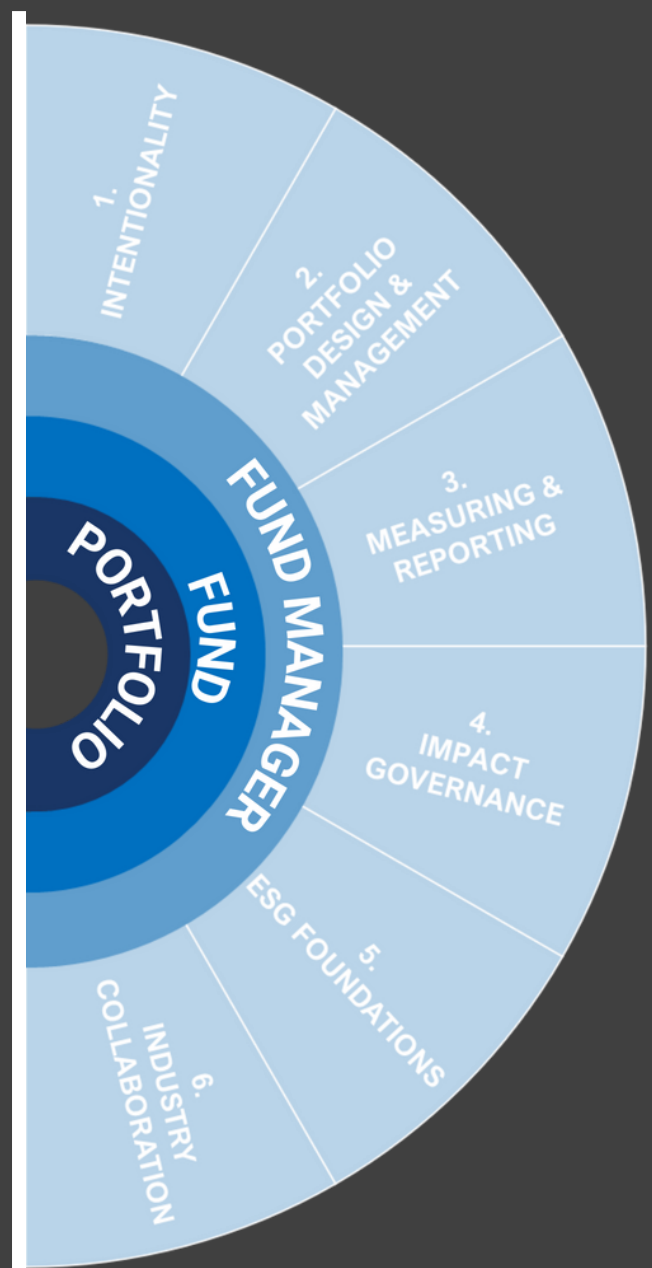 1.
INTENTIONALITY
2.
PORTFOLIO
DESIGN &
MANAGEMENT
3.
MEASURING &
REPORTING
4.
IMPACT
GOVERNANCE
5.
ESG FOUNDATIONS
6.
INDUSTRY
COLLABORATION
FUND MANAGER
FUND
PORTFOLIO